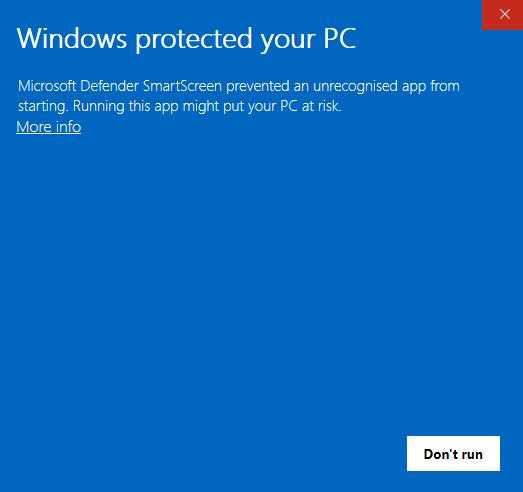 Windows protected your PC
Microsoft Defender SmartScreen prevented an unrecognised app from
starting. Running this app might put your PC at risk.
More info
Don't run